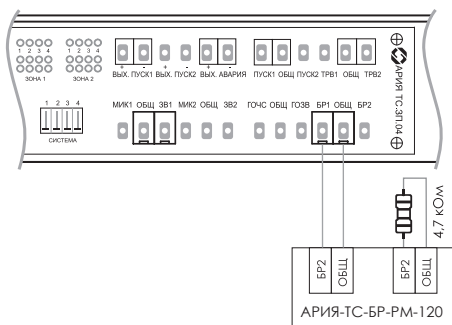 1 2 3 4 1 2 3 4
ЗОНА 1 ЗОНА 2
+ - + - + -
ВЫХ. ПУСК1 ВЫХ. ПУСК2 ВЫХ. АВАРИЯ ПУСК1 ОБЩ ПУСК2 ТРВ1 ОБЩ ТРВ2
1 2 3 4
СИСТЕМА
МИК1 ОБЩ ЗВ1 МИК2 ОБЩ ЗВ2 ГОЧС ОБЩ ГОЗВ БР1 ОБЩ БР2
АРИЯ ТС.ЗП.04
4,7 кОм
БР2 ОБЩ БР2 ОБЩ
АРИЯ-ТС-БР-РМ-120